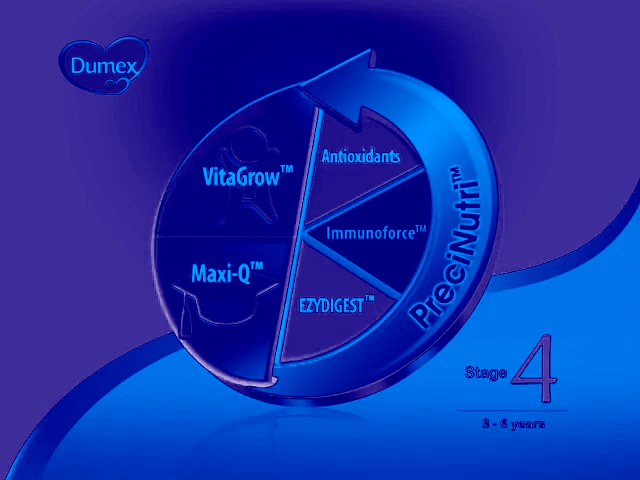 Dumex
VitaGrow™
Antioxidants
Immunoforce™
Maxi-Q™
EZYDIGEST™
PreciNutri™
Stage 4
3 - 6 years